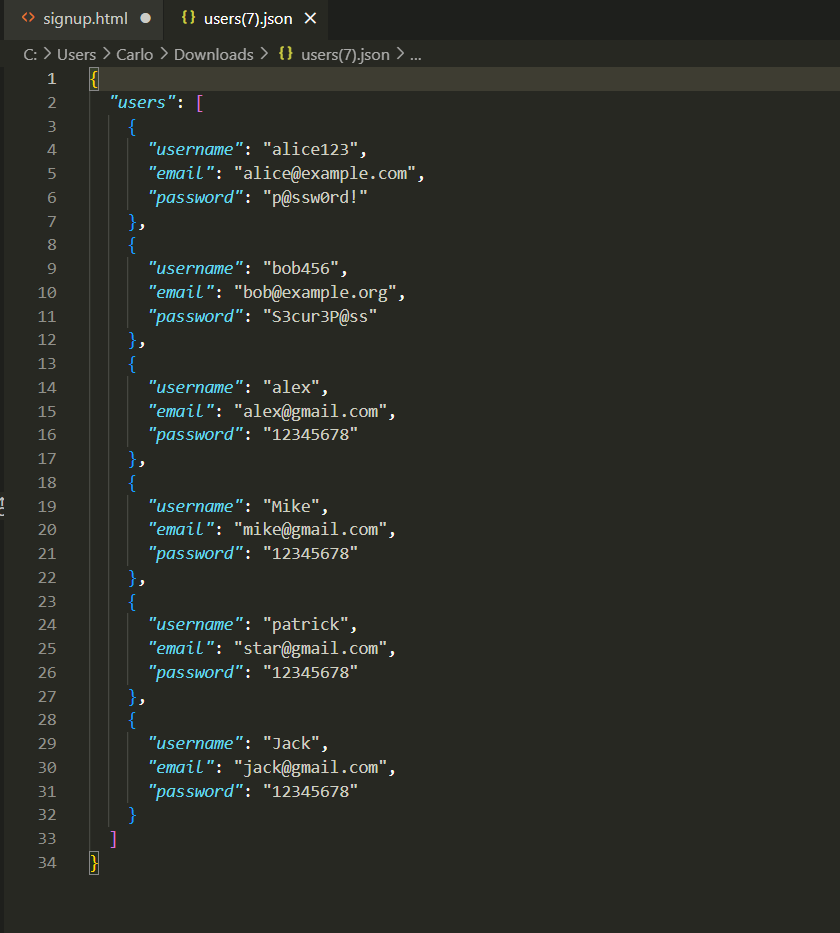 <> signup.html ●
{} users(7).json ×
C: > Users > Carlo > Downloads > {} users(7).json > ...
1 {
2   "users": [
3     {
4       "username": "alice123",
5       "email": "alice@example.com",
6       "password": "p@ssw0rd!"
7     },
8     {
9       "username": "bob456",
10       "email": "bob@example.org",
11       "password": "S3cur3P@ss"
12     },
13     {
14       "username": "alex",
15       "email": "alex@gmail.com",
16       "password": "12345678"
17     },
18     {
19       "username": "Mike",
20       "email": "mike@gmail.com",
21       "password": "12345678"
22     },
23     {
24       "username": "patrick",
25       "email": "star@gmail.com",
26       "password": "12345678"
27     },
28     {
29       "username": "Jack",
30       "email": "jack@gmail.com",
31       "password": "12345678"
32     }
33   ]
34 }